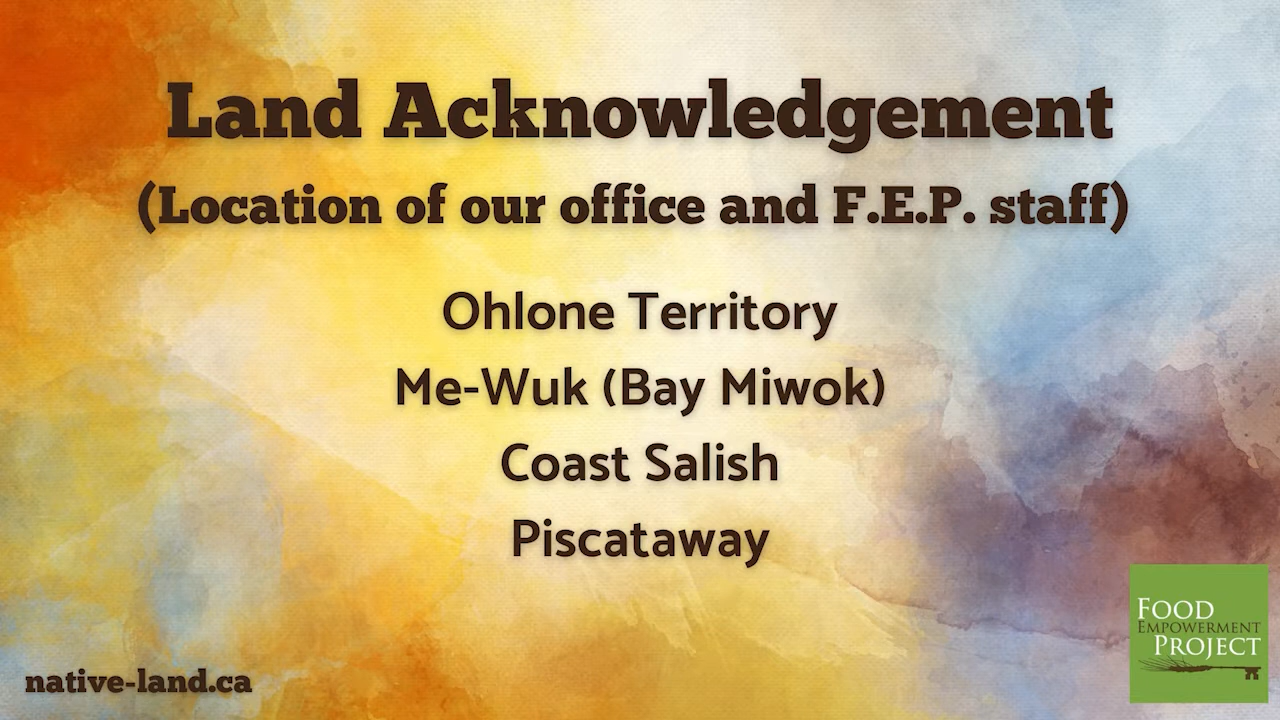 Land Acknowledgement
(Location of our office and F.E.P. staff)
Ohlone Territory
Me-Wuk (Bay Miwok)
Coast Salish
Piscataway
native-land.ca
FOOD
EMPOWERMENT
PROJECT